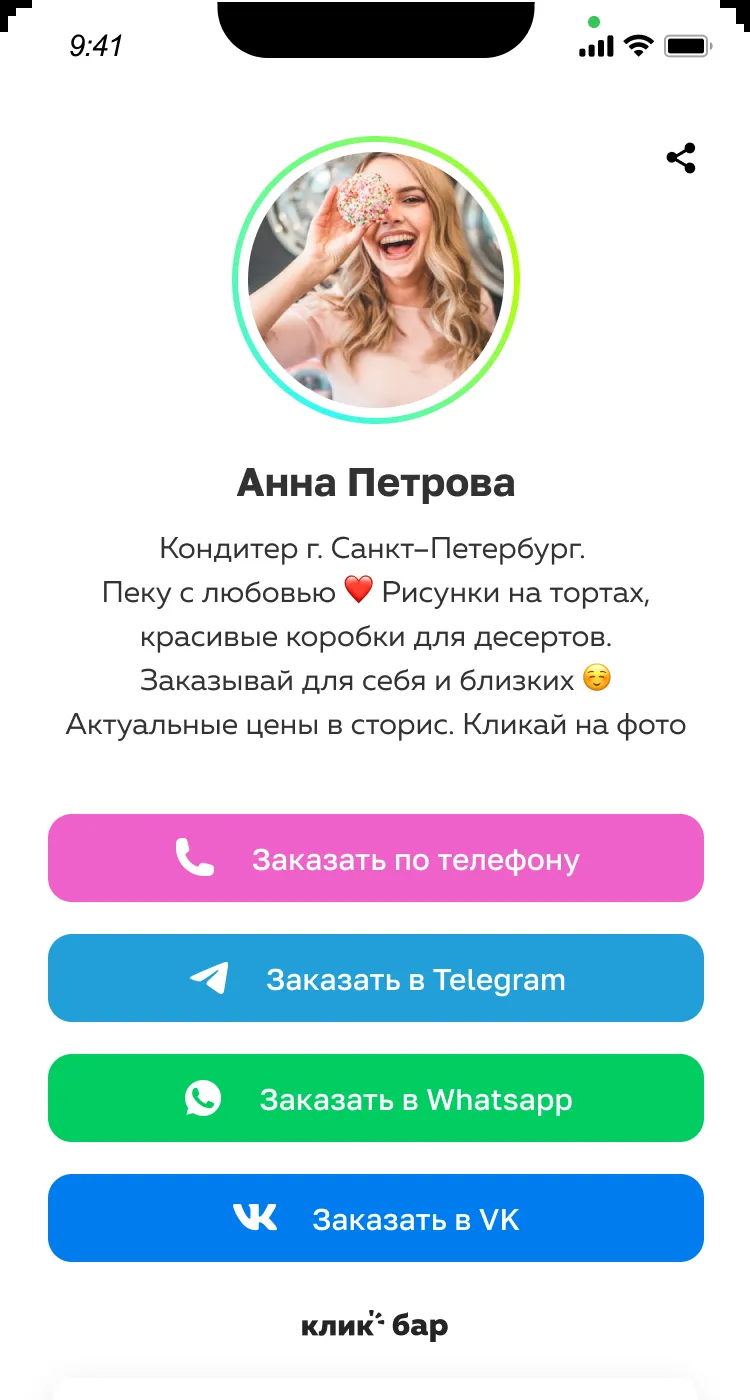 9:41
Анна Петрова
Кондитер г. Санкт–Петербург.
Пеку с любовью ❤️ Рисунки на тортах,
красивые коробки для десертов.
Заказывай для себя и близких ☺️
Актуальные цены в сторис. Кликай на фото
Заказать по телефону
Заказать в Telegram
Заказать в Whatsapp
Заказать в VK
клик бар